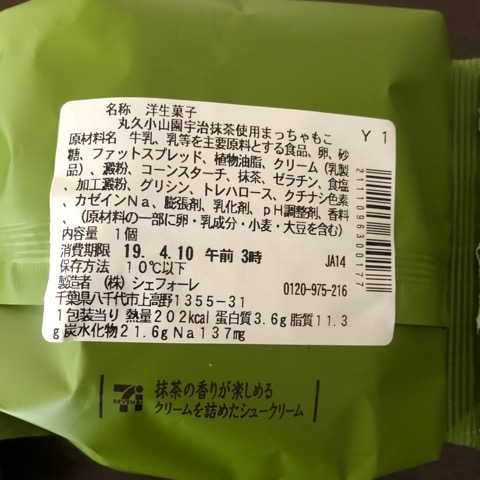 名称 洋生菓子
丸久小山園宇治抹茶使用まっちゃもこ
Y1
原材料名 牛乳、乳等を主要原料とする食品、卵、砂
糖、ファットスプレッド、植物油脂、クリーム(乳製
品)、澱粉、コーンスターチ、抹茶、ゼラチン、食塩
、加工澱粉、グリシン、トレハロース、クチナシ色素
、カゼインNa、膨張剤、乳化剤、pH調整剤、香料
、(原材料の一部に卵・乳成分・小麦・大豆を含む)
内容量 1個
消費期限 19. 4.10 午前 3時
JA14
保存方法 10℃以下
製造者 (株) シェフォーレ
0120-975-216
千葉県八千代市上高野1355-31
1包装当り 熱量202kcal 蛋白質3.6g 脂質11.3
g 炭水化物21.6g Na137mg
2111096300177
7
SEVEN&i
抹茶の香りが楽しめる
クリームを詰めたシュークリーム